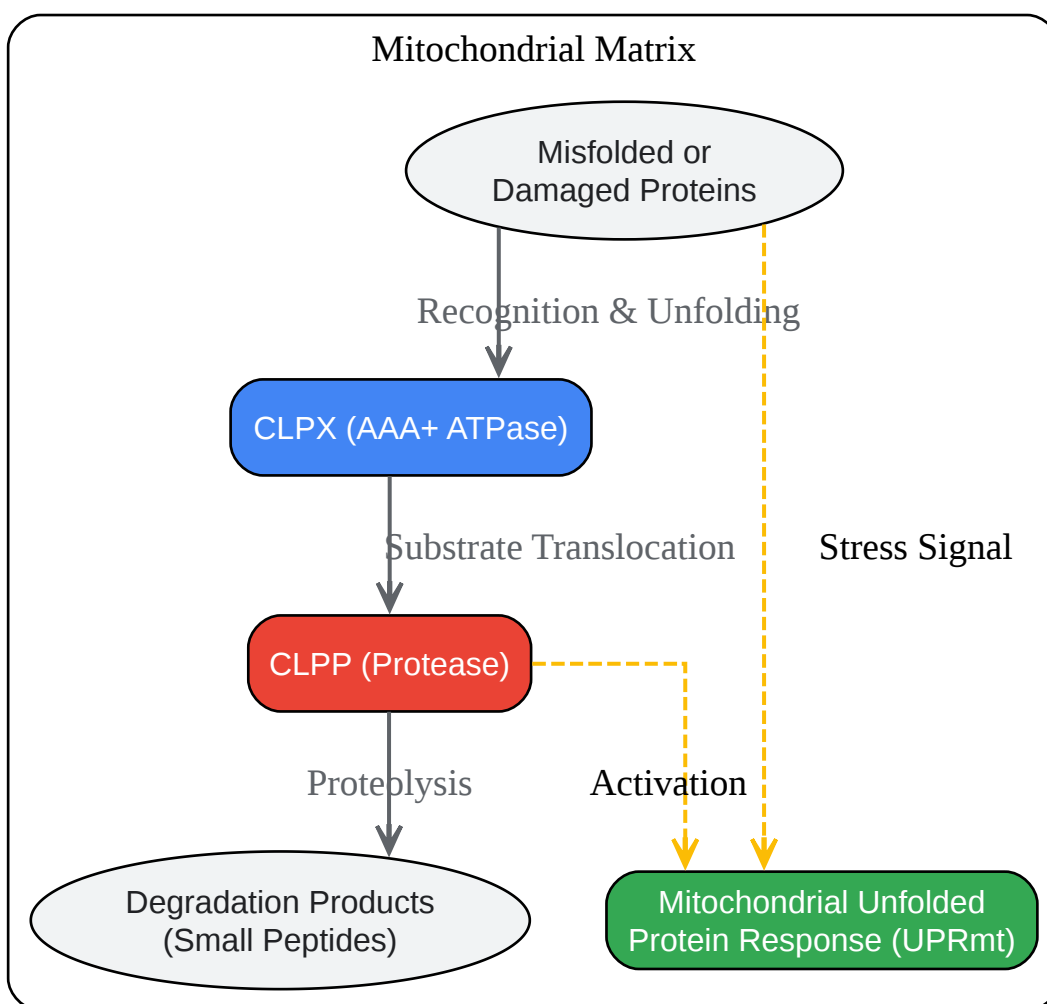 Mitochondrial Matrix
Misfolded or
Damaged Proteins
Recognition & Unfolding
CLPX (AAA+ ATPase)
Substrate Translocation
Stress Signal
CLPP (Protease)
Proteolysis
Activation
Degradation Products
(Small Peptides)
Mitochondrial Unfolded
Protein Response (UPRmt)